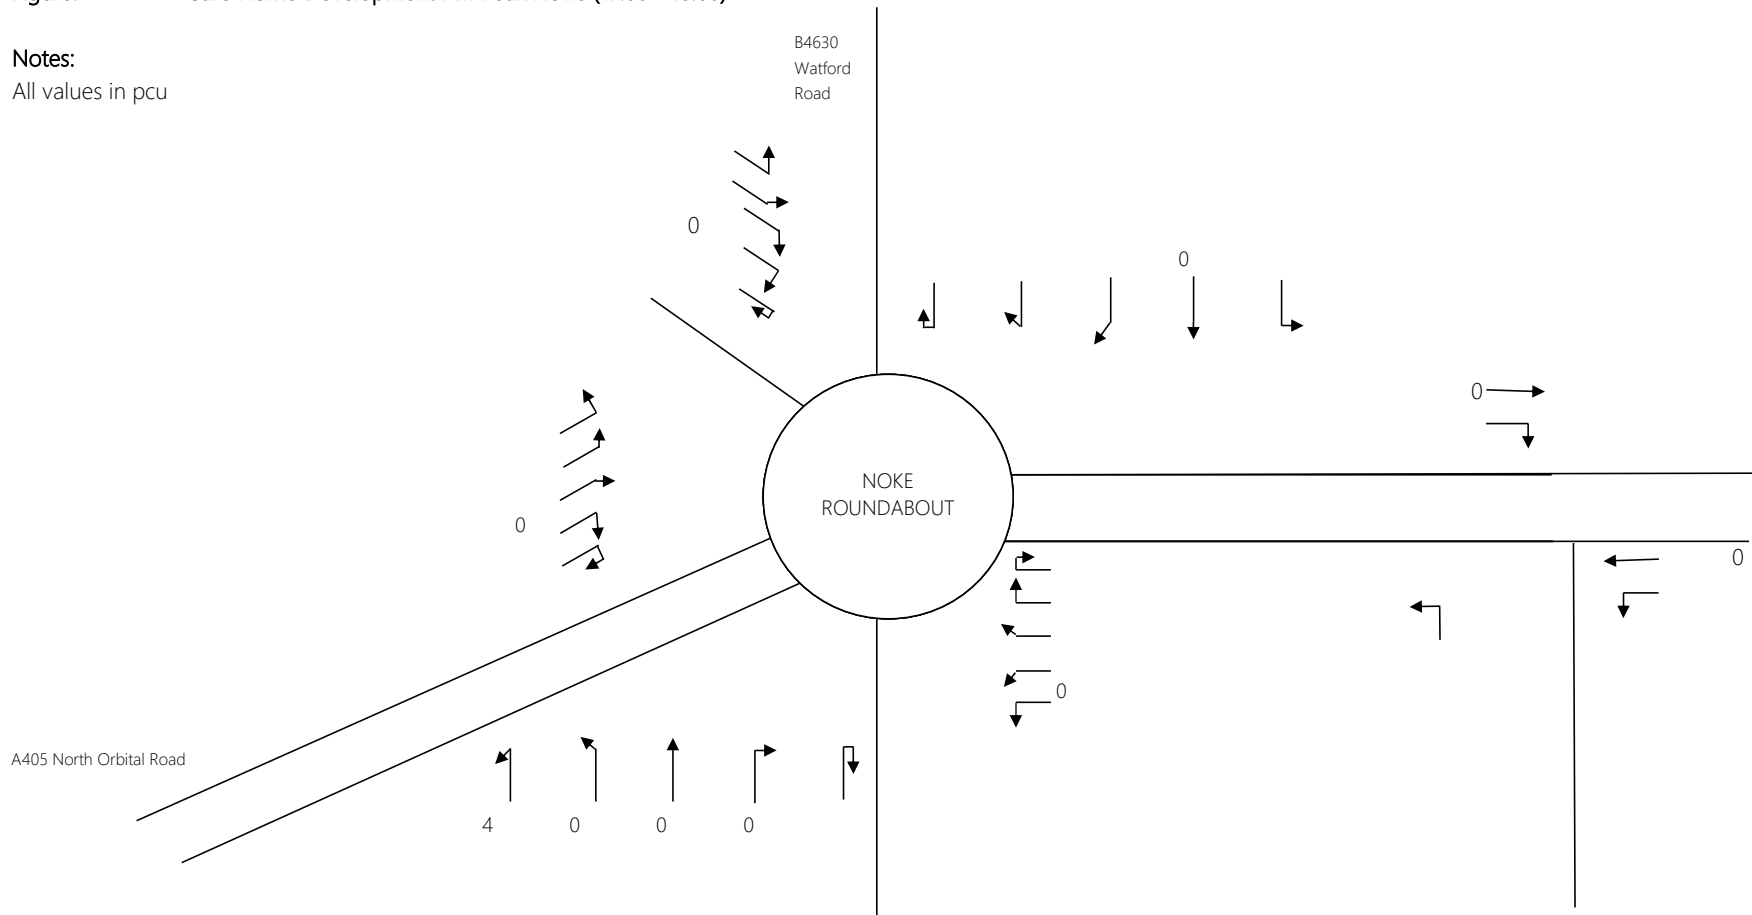 Notes:
All values in pcu
B4630
Watford
Road
0
0
0
NOKE
ROUNDABOUT
0
0
0
A405 North Orbital Road
4 0 0 0